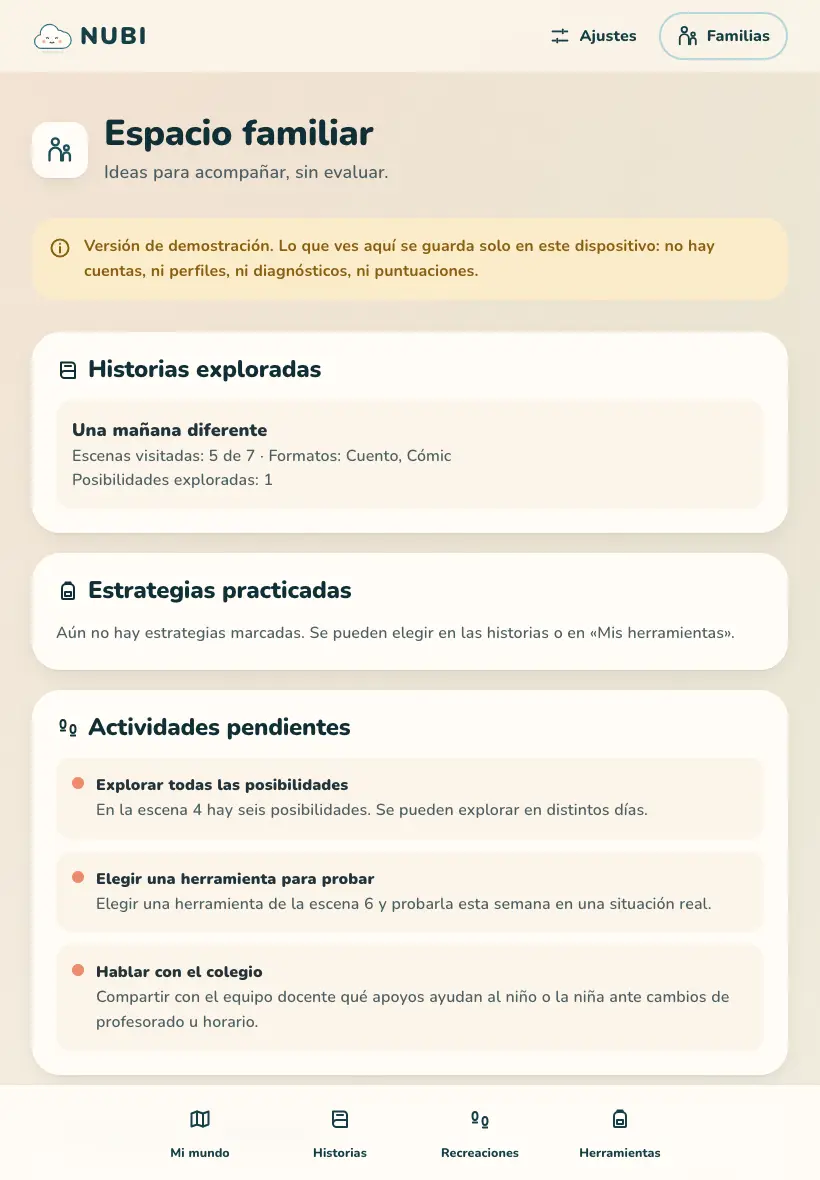 NUBI
Ajustes
Familias
Espacio familiar
Ideas para acompañar, sin evaluar.
Versión de demostración. Lo que ves aquí se guarda solo en este dispositivo: no hay
cuentas, ni perfiles, ni diagnósticos, ni puntuaciones.
Historias exploradas
Una mañana diferente
Escenas visitadas: 5 de 7 · Formatos: Cuento, Cómic
Posibilidades exploradas: 1
Estrategias practicadas
Aún no hay estrategias marcadas. Se pueden elegir en las historias o en «Mis herramientas».
Actividades pendientes
Explorar todas las posibilidades
En la escena 4 hay seis posibilidades. Se pueden explorar en distintos días.
Elegir una herramienta para probar
Elegir una herramienta de la escena 6 y probarla esta semana en una situación real.
Hablar con el colegio
Compartir con el equipo docente qué apoyos ayudan al niño o la niña ante cambios de
profesorado u horario.
Mi mundo
Historias
Recreaciones
Herramientas